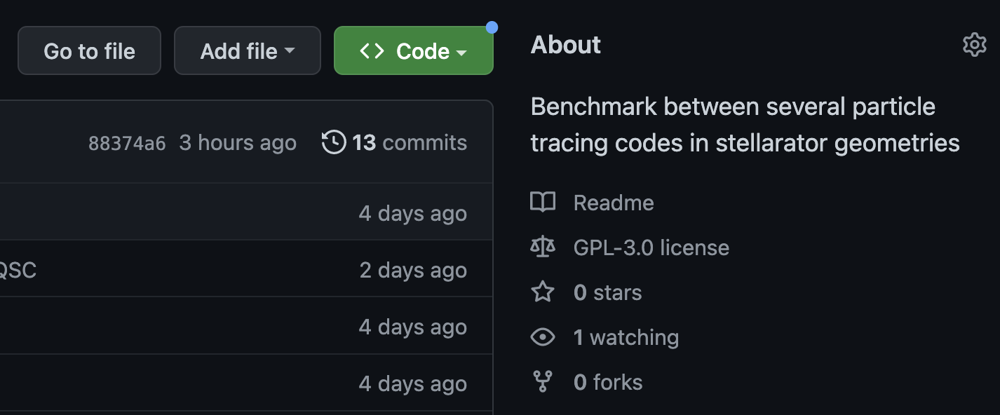 Go to file
Add file
Code
88374a6 3 hours ago 13 commits
4 days ago
QSC 2 days ago
4 days ago
4 days ago
About
Benchmark between several particle
tracing codes in stellarator geometries
Readme
GPL-3.0 license
0 stars
1 watching
0 forks